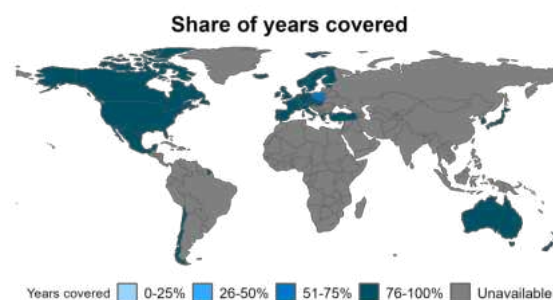 Share of years covered
Years covered 0-25% 26-50% 51-75% 76-100% Unavailable